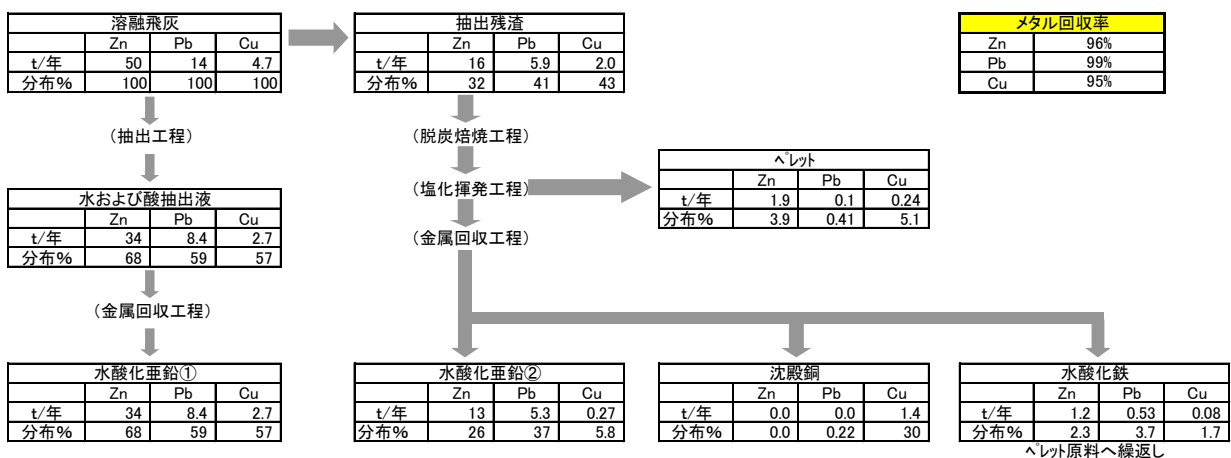 溶融飛灰
Zn Pb Cu
t/年 50 14 4.7
分布% 100 100 100
抽出残渣
Zn Pb Cu
t/年 16 5.9 2.0
分布% 32 41 43
メタル回収率
Zn 96%
Pb 99%
Cu 95%
(抽出工程)
(脱炭焙焼工程)
(塩化揮発工程)
(金属回収工程)
ペレット
Zn Pb Cu
t/年 1.9 0.1 0.24
分布% 3.9 0.41 5.1
水および酸抽出液
Zn Pb Cu
t/年 34 8.4 2.7
分布% 68 59 57
(金属回収工程)
水酸化亜鉛①
Zn Pb Cu
t/年 34 8.4 2.7
分布% 68 59 57
水酸化亜鉛②
Zn Pb Cu
t/年 13 5.3 0.27
分布% 26 37 5.8
沈殿銅
Zn Pb Cu
t/年 0.0 0.0 1.4
分布% 0.0 0.22 30
水酸化鉄
Zn Pb Cu
t/年 1.2 0.53 0.08
分布% 2.3 3.7 1.7
ペレット原料へ繰返し